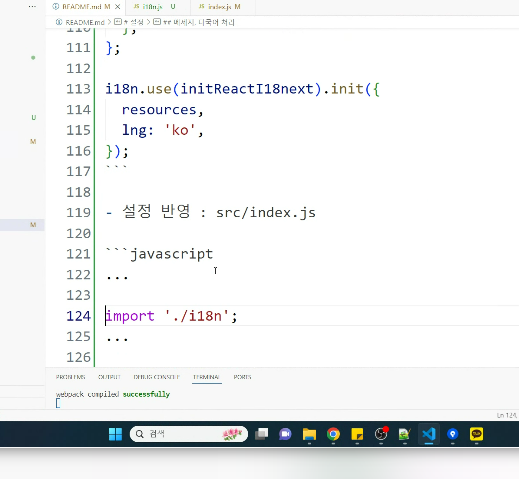 ... README.md M × JS i18n.js U JS index.js M
README.md > # 설정 > ## 메세지, 다국어 처리
110 };
111 };
112
113 i18n.use(initReactI18next).init({
114 resources,
115 lng: 'ko',
116 });
117 ```
118
119 - 설정 반영 : src/index.js
120
121 ```javascript
122 ...
123
124 import './i18n';
125 ...
126
U
M
M
PROBLEMS OUTPUT DEBUG CONSOLE TERMINAL PORTS
webpack compiled successfully
Ln 124,
검색